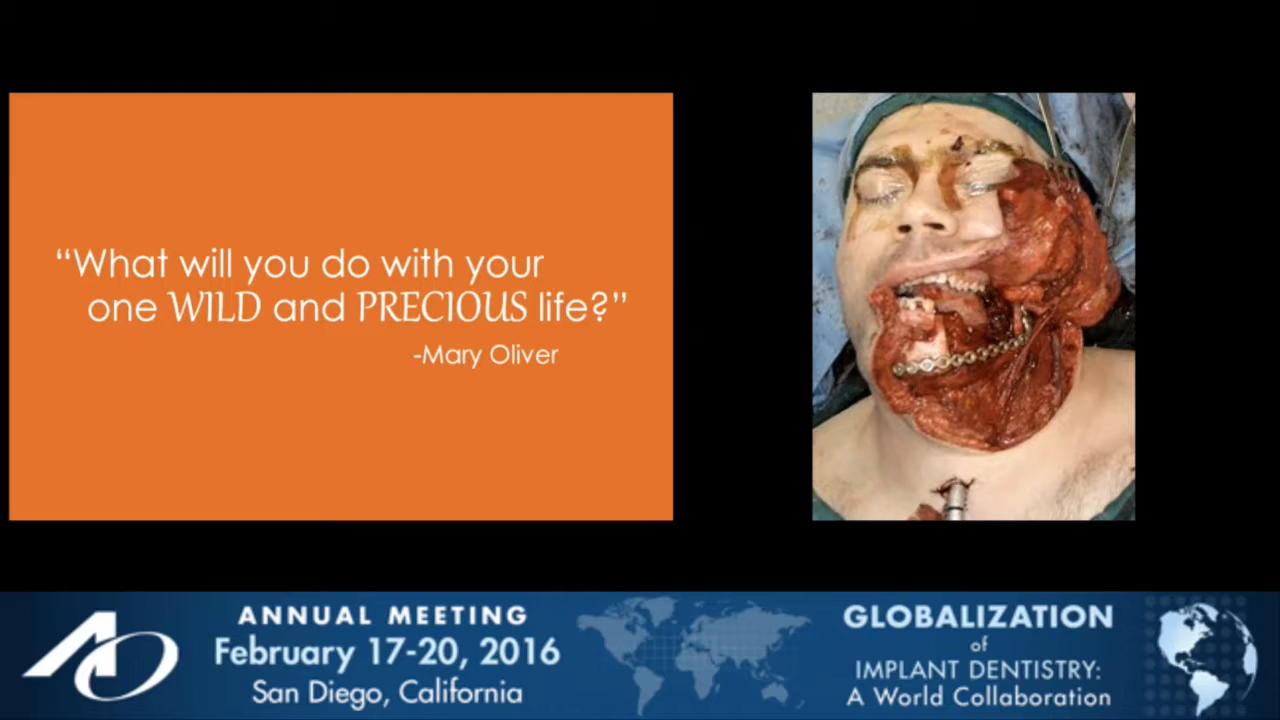 “What will you do with your
one WILD and PRECIOUS life?”
-Mary Oliver
ANNUAL MEETING
February 17-20, 2016
San Diego, California
GLOBALIZATION
of
IMPLANT DENTISTRY:
A World Collaboration